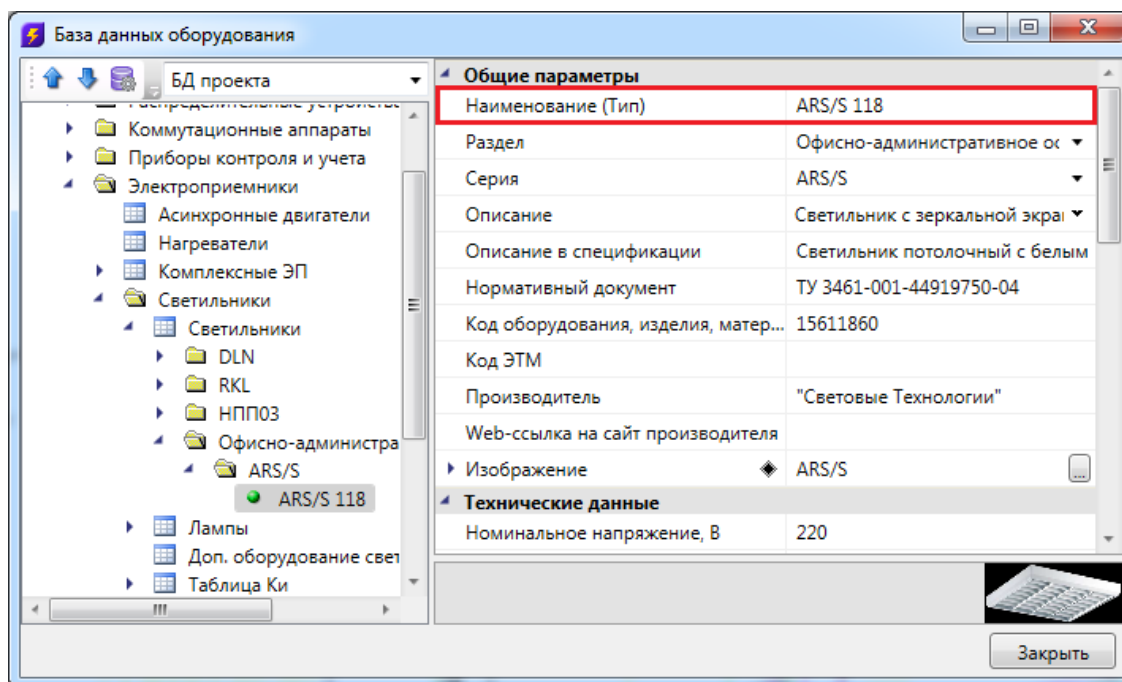 База данных оборудования
БД проекта
Распределительные устройства
Коммутационные аппараты
Приборы контроля и учета
Электроприемники
Асинхронные двигатели
Нагреватели
Комплексные ЭП
Светильники
Светильники
DLN
RKL
НПП03
Офисно-администра
ARS/S
ARS/S 118
Лампы
Доп. оборудование свет
Таблица Ки
Общие параметры
Наименование (Тип) ARS/S 118
Раздел Офисно-административное ос
Серия ARS/S
Описание Светильник с зеркальной экра
Описание в спецификации Светильник потолочный с белым
Нормативный документ ТУ 3461-001-44919750-04
Код оборудования, изделия, матер... 15611860
Код ЭТМ
Производитель "Световые Технологии"
Web-ссылка на сайт производителя
Изображение ARS/S
...
Технические данные
Номинальное напряжение, В 220
Закрыть